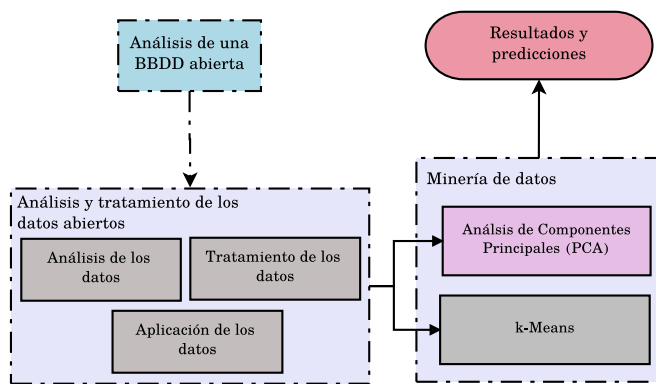 Análisis de una
BBDD abierta
Resultados y
predicciones
Análisis y tratamiento de los
datos abiertos
Análisis de los
datos
Tratamiento de los
datos
Aplicación de los
datos
Minería de datos
Análsis de Componentes
Principales (PCA)
k-Means